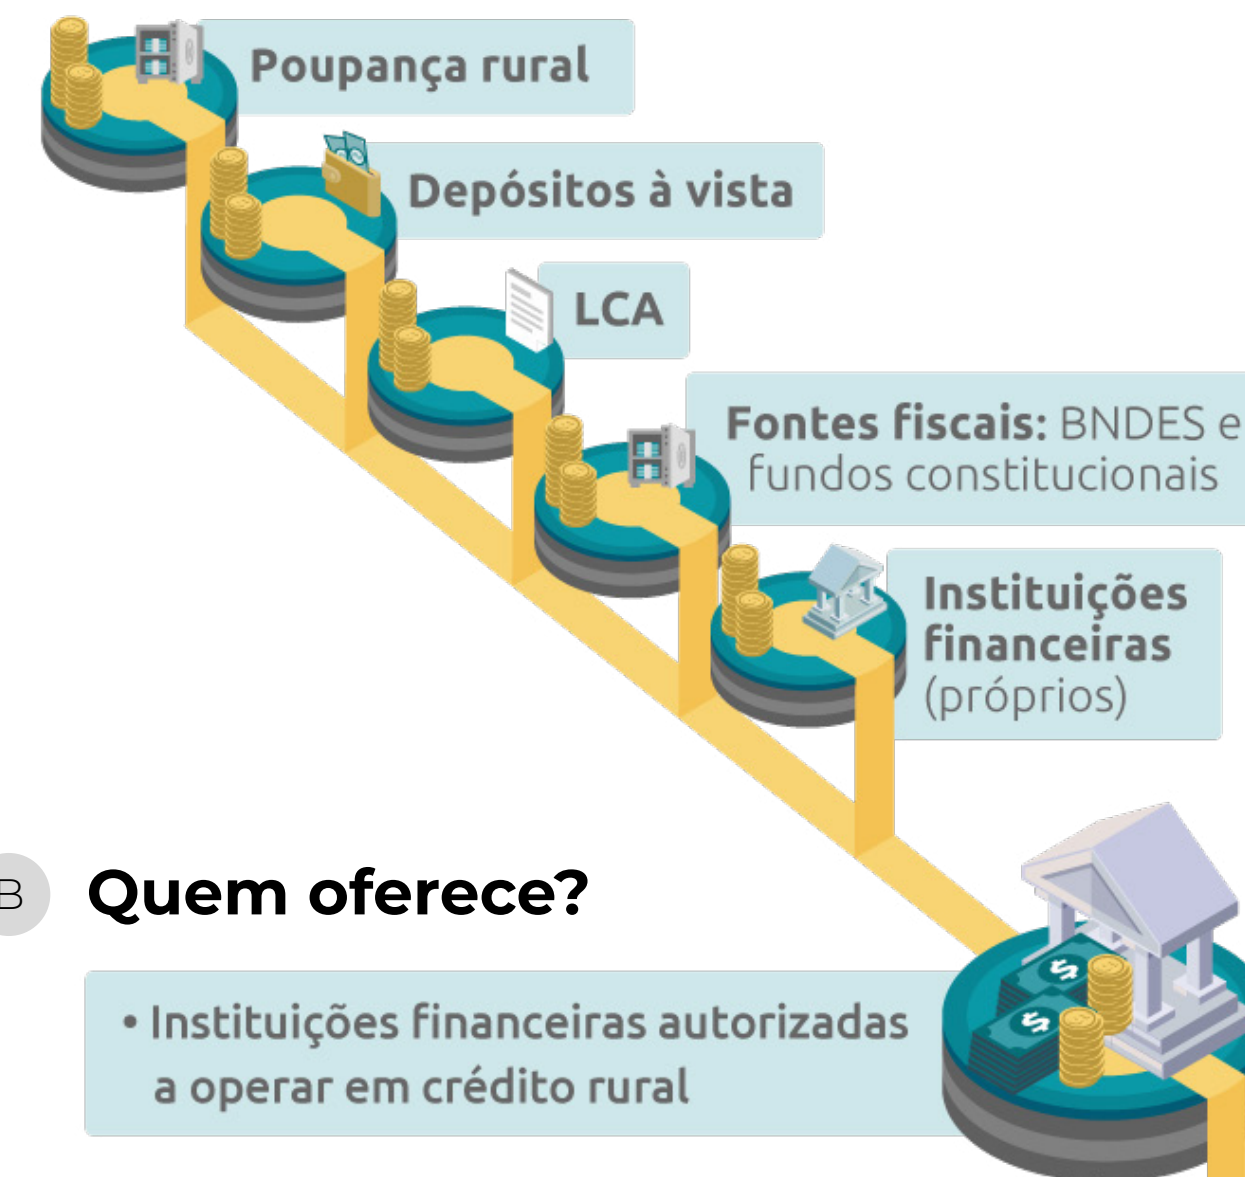 Poupança rural
Depósitos à vista
LCA
Fontes fiscais: BNDES e
fundos constitucionais
Instituições
financeiras
(próprios)
B
Quem oferece?
• Instituições financeiras autorizadas
a operar em crédito rural